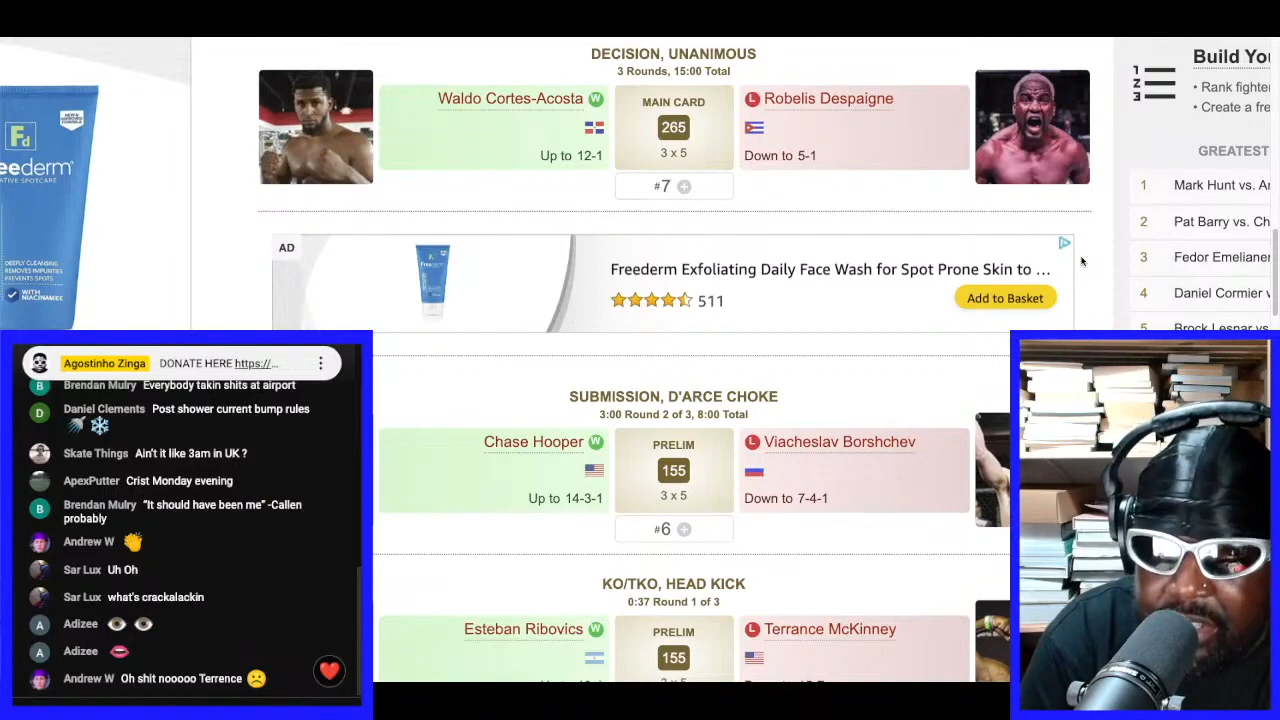 DECISION, UNANIMOUS
3 Rounds, 15:00 Total
Waldo Cortes-Acosta W
MAIN CARD
L Robelis Despaigne
265
Up to 12-1
3 x 5
Down to 5-1
#7
Build You
• Rank fighter
• Create a fre
GREATEST
1 Mark Hunt vs. A
2 Pat Barry vs. Ch
3 Fedor Emelianen
4 Daniel Cormier v
5 Brock Lesnar vs
Fd
eederm
ATIVE SPOTCARE
DEEPLY CLEANSING
REMOVES IMPURITIES
PREVENTS SPOTS
WITH
NIACINAMIDE
AD
Freederm Exfoliating Daily Face Wash for Spot Prone Skin to ...
511
Add to Basket
SUBMISSION, D'ARCE CHOKE
3:00 Round 2 of 3, 8:00 Total
Chase Hooper W
PRELIM
L Viacheslav Borshchev
155
Up to 14-3-1
3 x 5
Down to 7-4-1
#6
KO/TKO, HEAD KICK
0:37 Round 1 of 3
Esteban Ribovics W
PRELIM
L Terrance McKinney
155
Agostinho Zinga DONATE HERE https://...
B Brendan Mulry Everybody takin shits at airport
D Daniel Clements Post shower current bump rules
Skate Things Ain't it like 3am in UK ?
ApexPutter Crist Monday evening
B Brendan Mulry “It should have been me” -Callen
probably
Andrew W
Sar Lux Uh Oh
Sar Lux what's crackalackin
A Adizee
A Adizee
Andrew W Oh shit nooooo Terrence